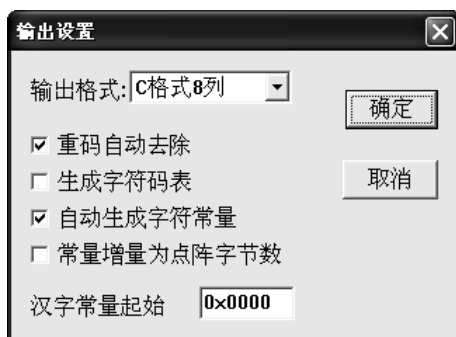 输出设置
输出格式: C格式8列
确定
重码自动去除
生成字符码表
取消
自动生成字符常量
常量增量为点阵字节数
汉字常量起始 0x0000